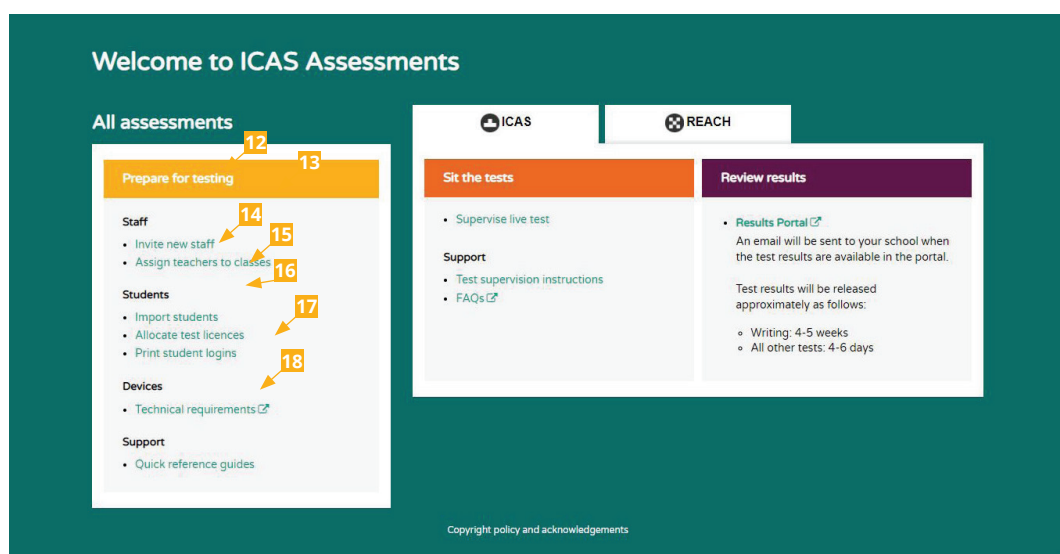 Welcome to ICAS Assessments
All assessments
12
13
Prepare for testing
Staff
14
• Invite new staff
15
• Assign teachers to classes
16
Students
• Import students
17
• Allocate test licences
• Print student logins
18
Devices
• Technical requirements
Support
• Quick reference guides
ICAS
REACH
Sit the tests
• Supervise live test
Support
• Test supervision instructions
• FAQs
Review results
• Results Portal
An email will be sent to your school when
the test results are available in the portal.
Test results will be released
approximately as follows:
◦ Writing: 4-5 weeks
◦ All other tests: 4-6 days
Copyright policy and acknowledgements